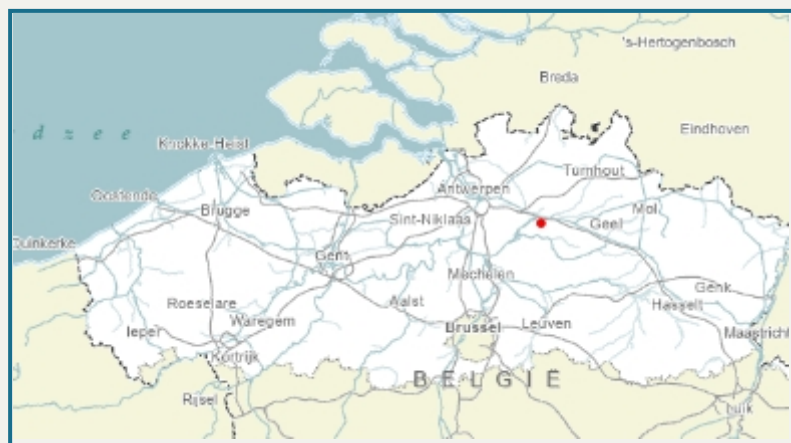 's-Hertogenbosch
Breda
dzee
Eindhoven
Knokke-Heist
Turnhout
Antwerpen
Oostende
Mol
Brugge
Sint-Niklaas
Geel
Duinkerke
Gent
Mechelen
Genk
Roeselare
Aalst
Hasselt
Ieper
Waregem
Brussel
Leuven
Maastricht
Kortrijk
BELGIË
Rijsel
Luik